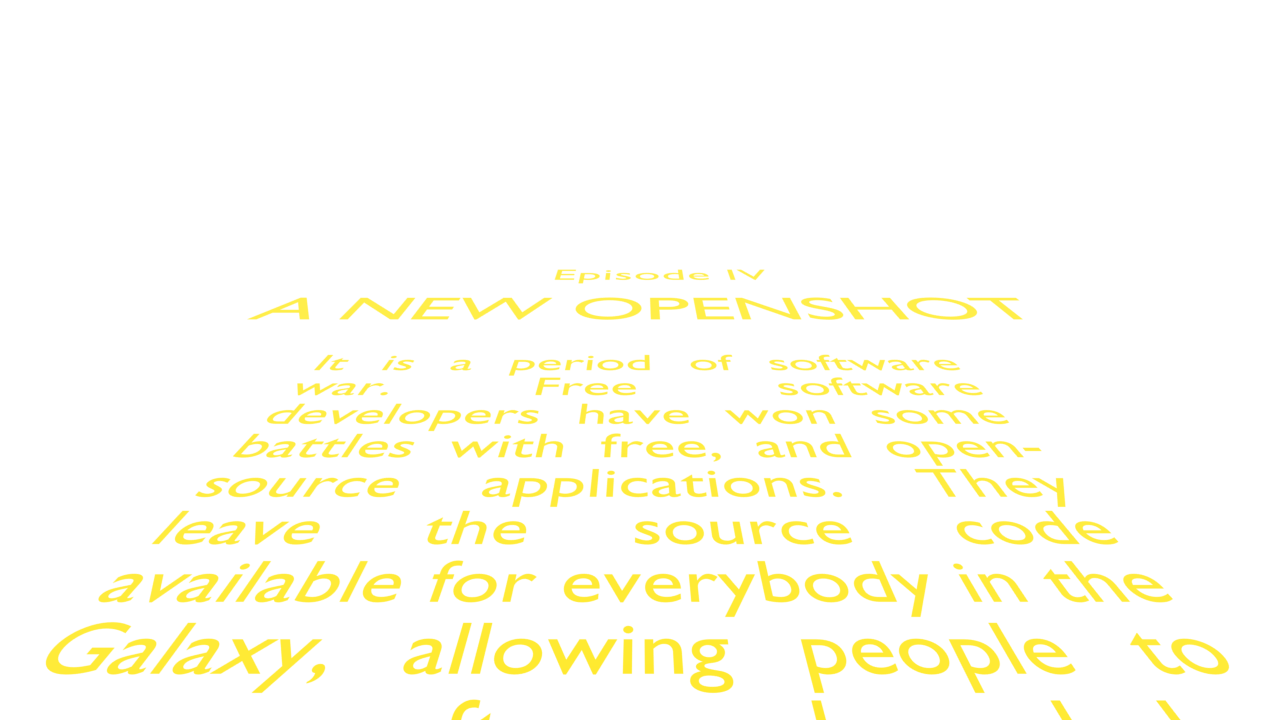 Episode IV
A NEW OPENSHOT
It is a period of software
war. Free software
developers have won some
battles with free, and open-
source applications. They
leave the source code
available for everybody in the
Galaxy, allowing people to